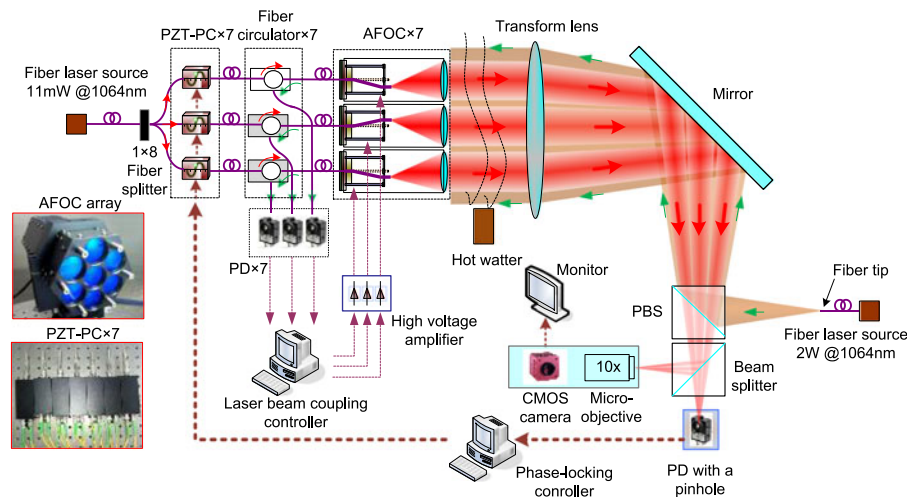 Fiber laser source
11mW @1064nm
PZT-PC×7
Fiber
circulator×7
AFOC×7
Transform lens
Mirror
1×8
Fiber
splitter
AFOC array
PD×7
Hot watter
Monitor
High voltage
amplifier
PBS
Fiber tip
Fiber laser source
2W @1064nm
PZT-PC×7
Laser beam coupling
controller
10x
CMOS
camera
Micro-
objective
Beam
splitter
Phase-locking
conroller
PD with a
pinhole